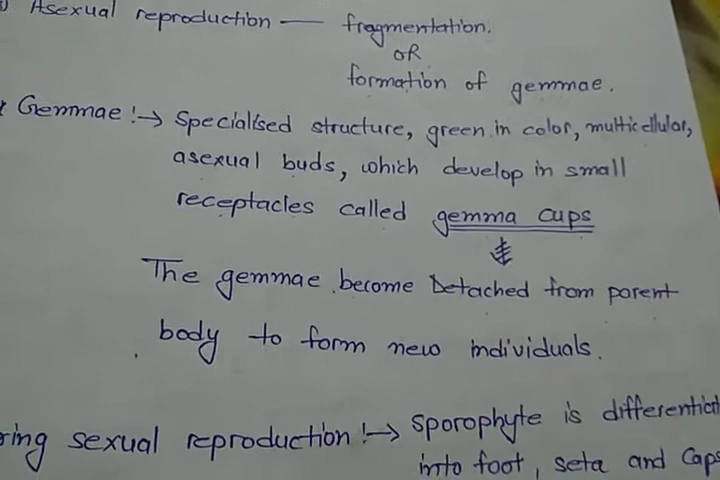 Asexual reproduction — fragmentation.
OR
formation of gemmae.
Gemmae :→ Specialised structure, green in color, multicellular,
asexual buds, which develop in small
receptacles called gemma cups
The gemmae become Detached from parent
body to form new individuals.
sexual reproduction :→ sporophyte is
into foot, seta and